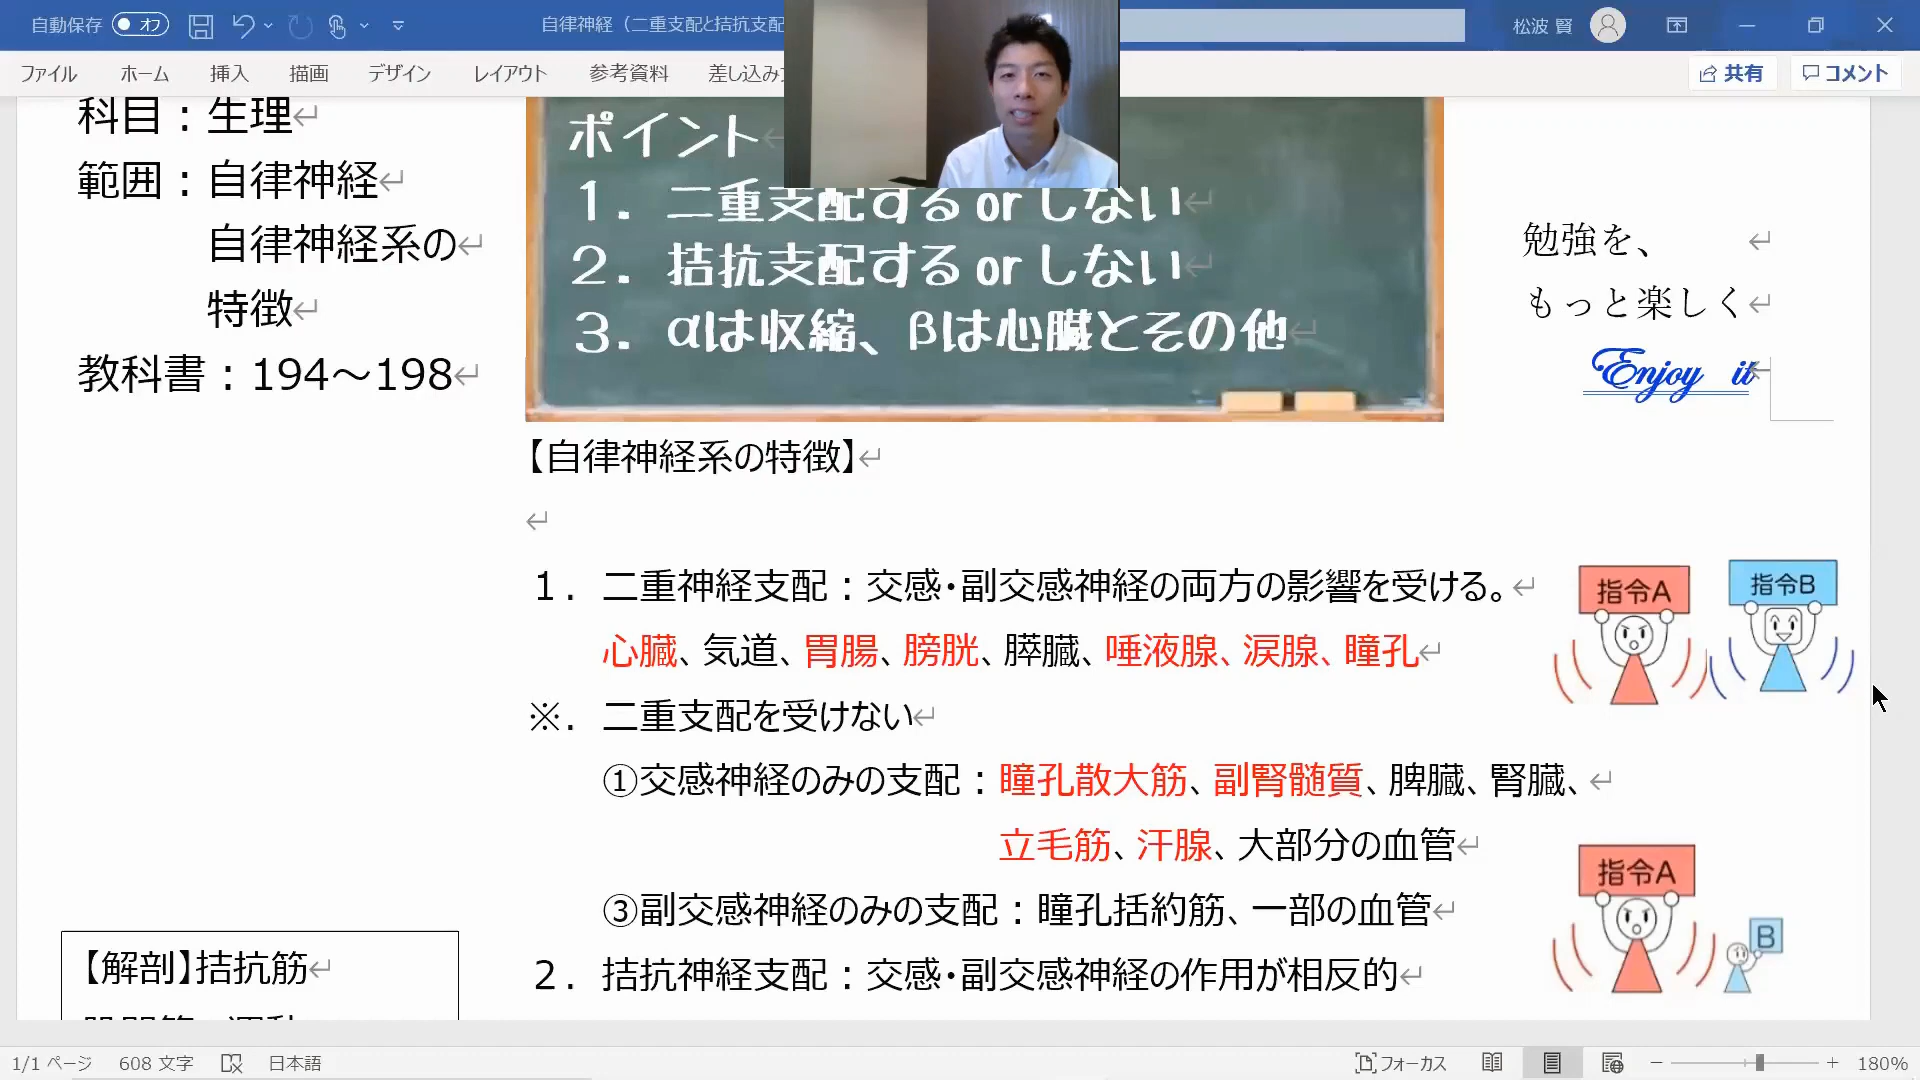 自動保存 オフ 自律神経（二重支配と拮抗支配 松波 賢
ファイル ホーム 挿入 描画 デザイン レイアウト 参考資料 差し込み 共有 コメント
科目：生理
範囲：自律神経
自律神経系の
特徴
教科書：194～198
ポイント
１．二重支配する or しない
２．拮抗支配する or しない
３．αは収縮、βは心臓とその他
勉強を、
もっと楽しく
Enjoy it
【自律神経系の特徴】
１．二重神経支配：交感・副交感神経の両方の影響を受ける。
心臓、気道、胃腸、膀胱、膵臓、唾液腺、涙腺、瞳孔
指令A 指令B
※．二重支配を受けない
①交感神経のみの支配：瞳孔散大筋、副腎髄質、脾臓、腎臓、
立毛筋、汗腺、大部分の血管
③副交感神経のみの支配：瞳孔括約筋、一部の血管
指令A B
２．拮抗神経支配：交感・副交感神経の作用が相反的
【解剖】拮抗筋
1/1 ページ 608 文字 日本語 フォーカス 180%